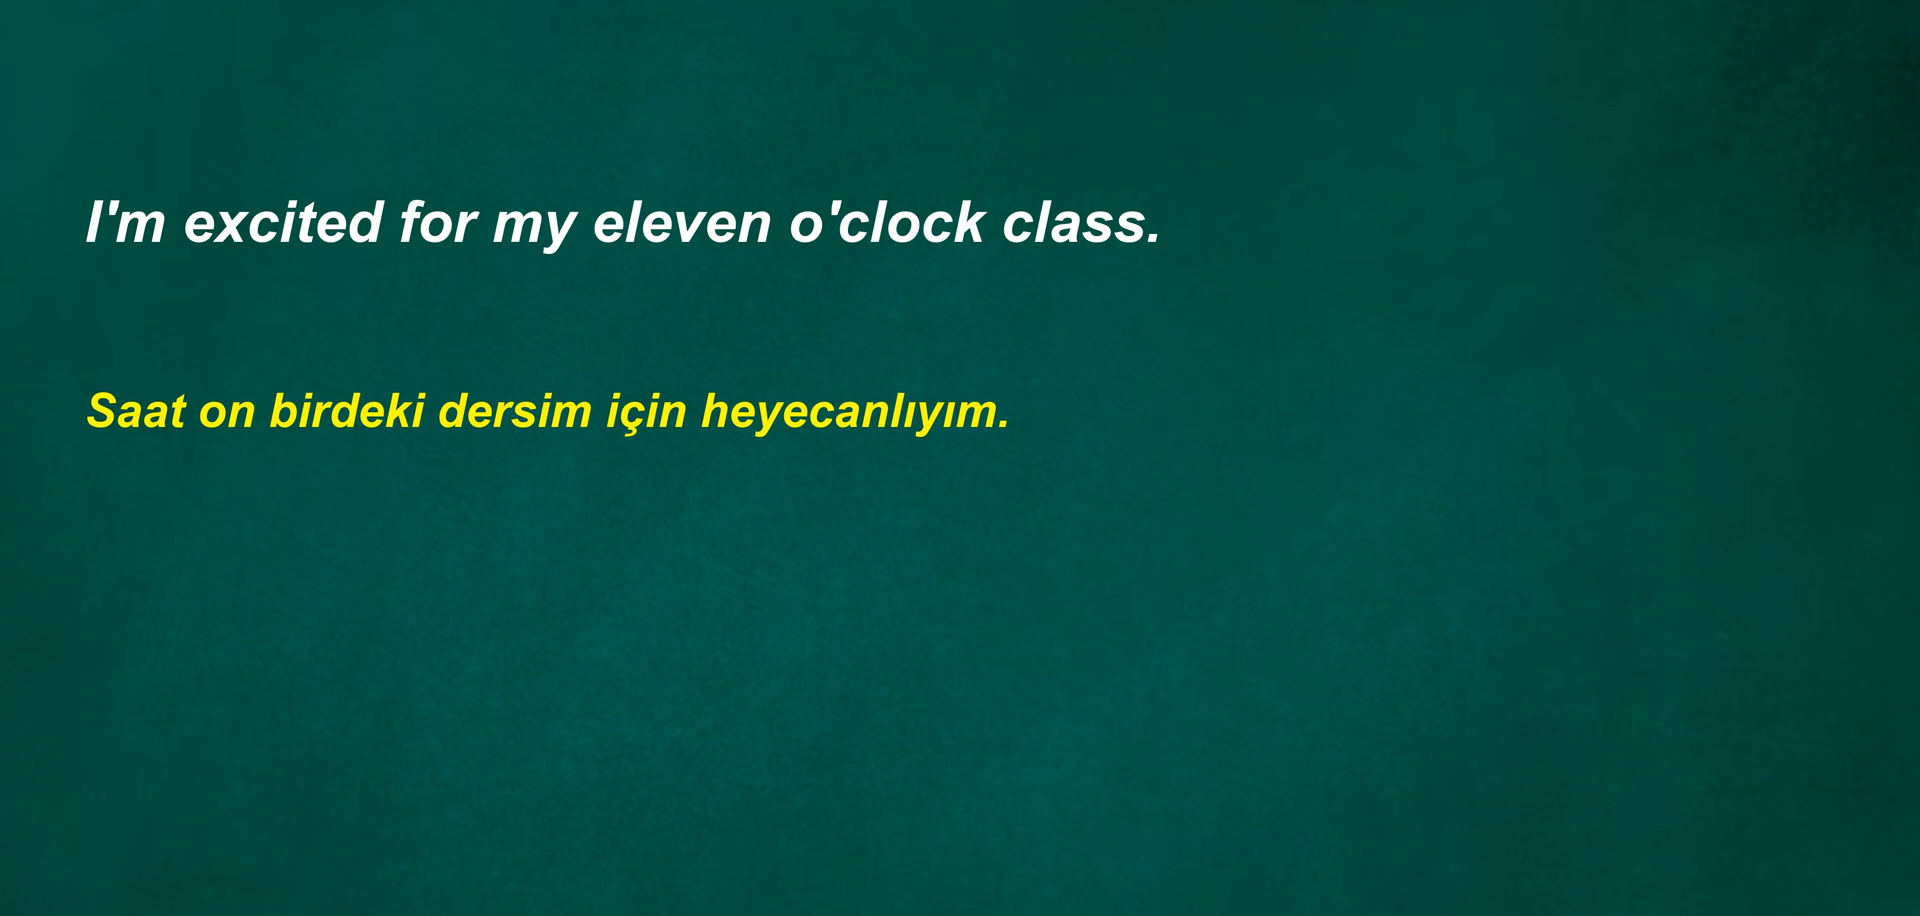 I'm excited for my eleven o'clock class.
Saat on birdeki dersim için heyecanlıyım.